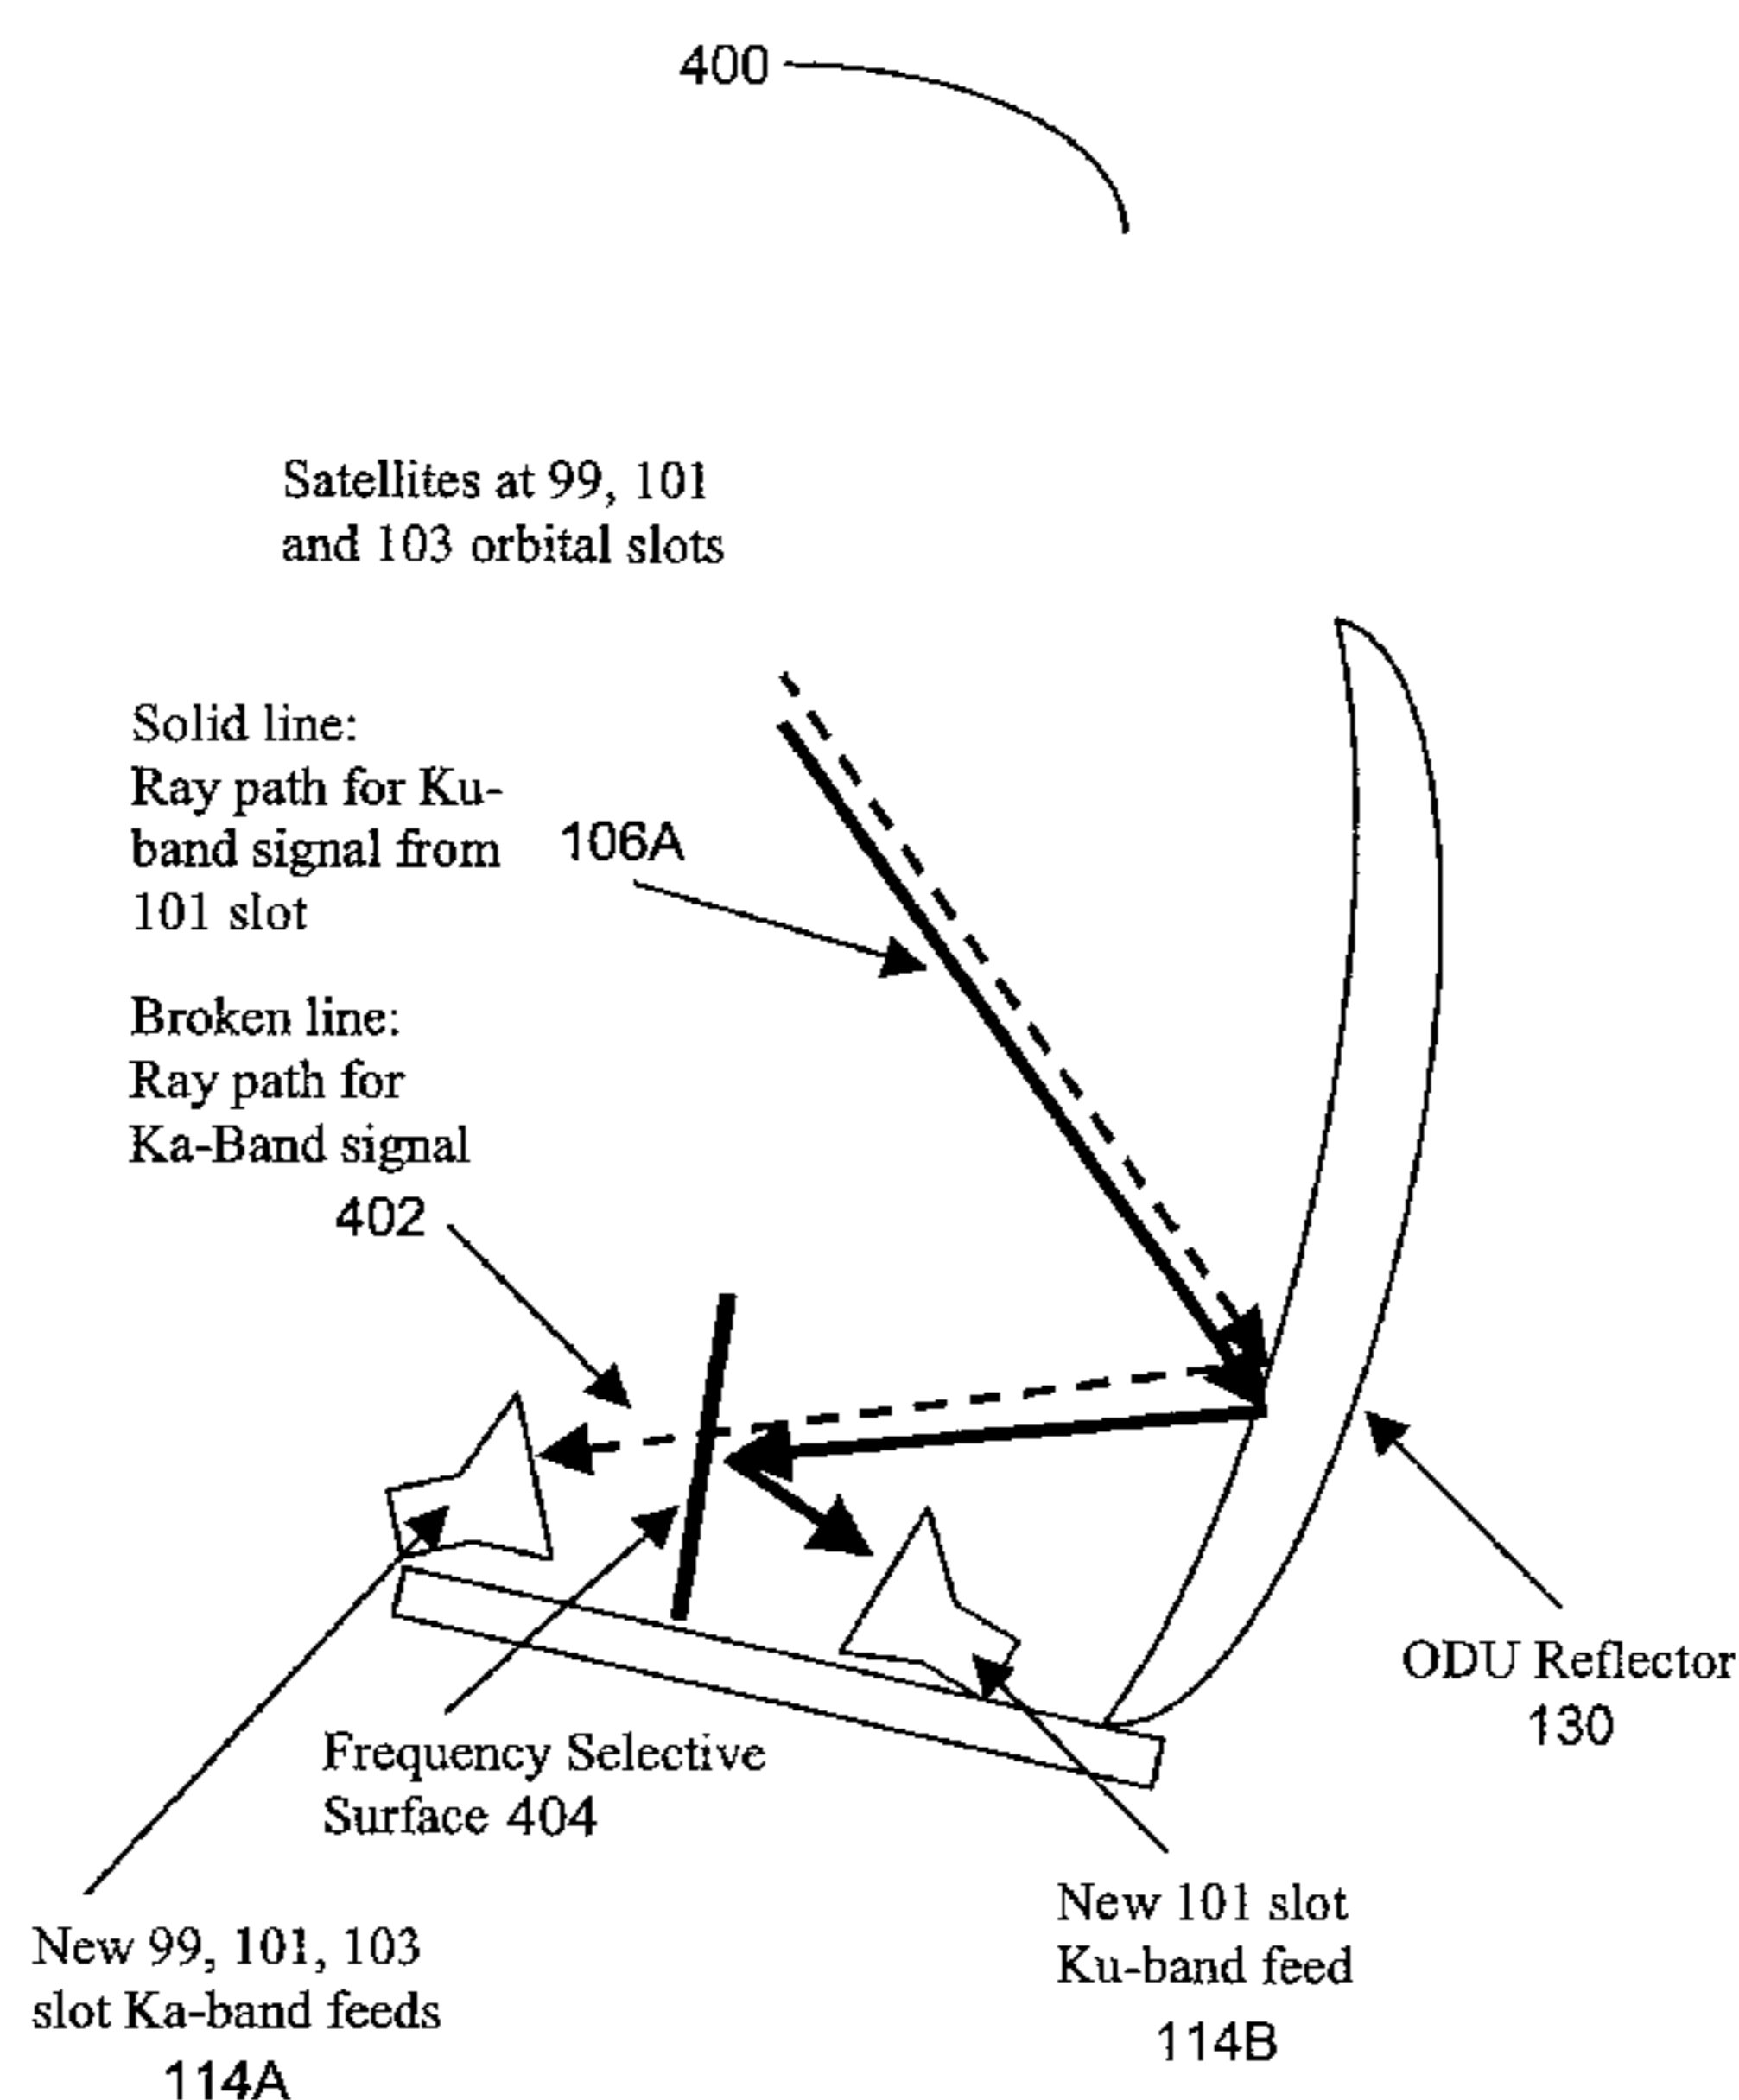 400
Satellites at 99, 101
and 103 orbital slots
Solid line:
Ray path for Ku-
band signal from
101 slot
106A
Broken line:
Ray path for
Ka-Band signal
402
ODU Reflector
130
Frequency Selective
Surface 404
New 101 slot
Ku-band feed
114B
New 99, 101, 103
slot Ka-band feeds
114A